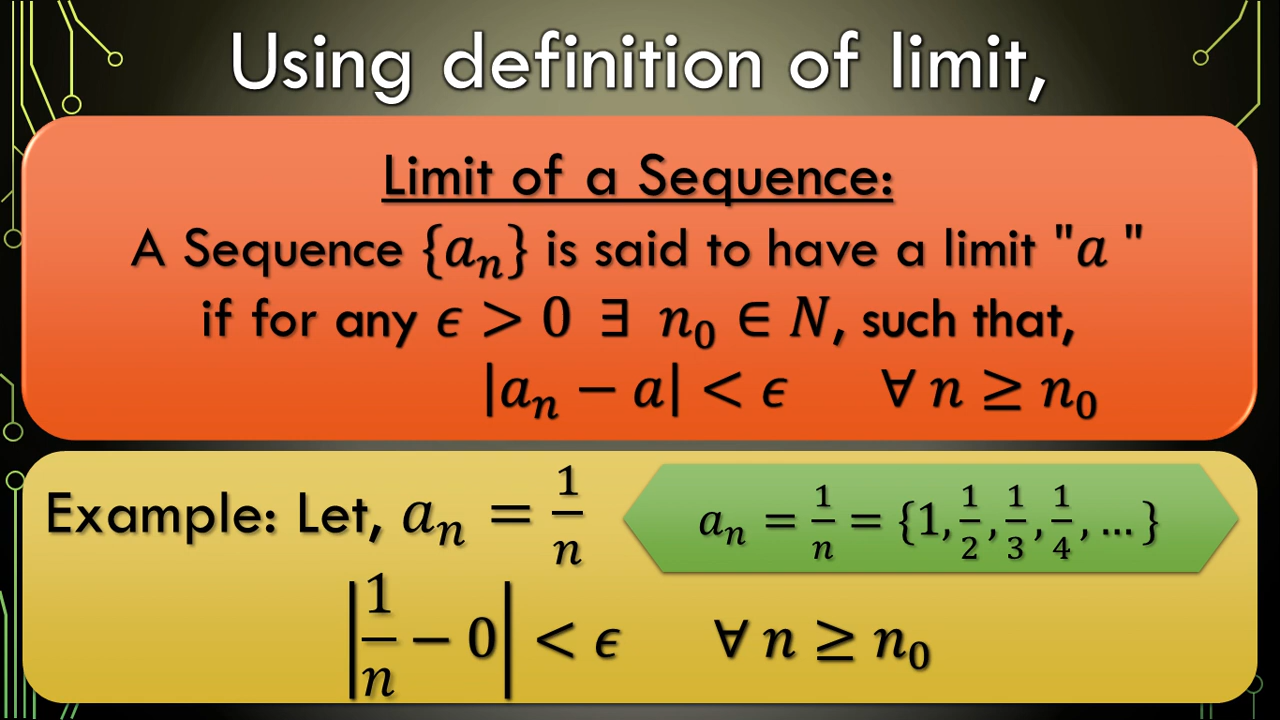 Using definition of limit,
Limit of a Sequence:
A Sequence {aₙ} is said to have a limit "a "
if for any ϵ > 0 ∃ n₀ ∈ N, such that,
|aₙ − a| < ϵ ∀ n ≥ n₀
Example: Let, aₙ = 1/n
aₙ = 1/n = {1, 1/2, 1/3, 1/4, … }
|1/n − 0| < ϵ ∀ n ≥ n₀